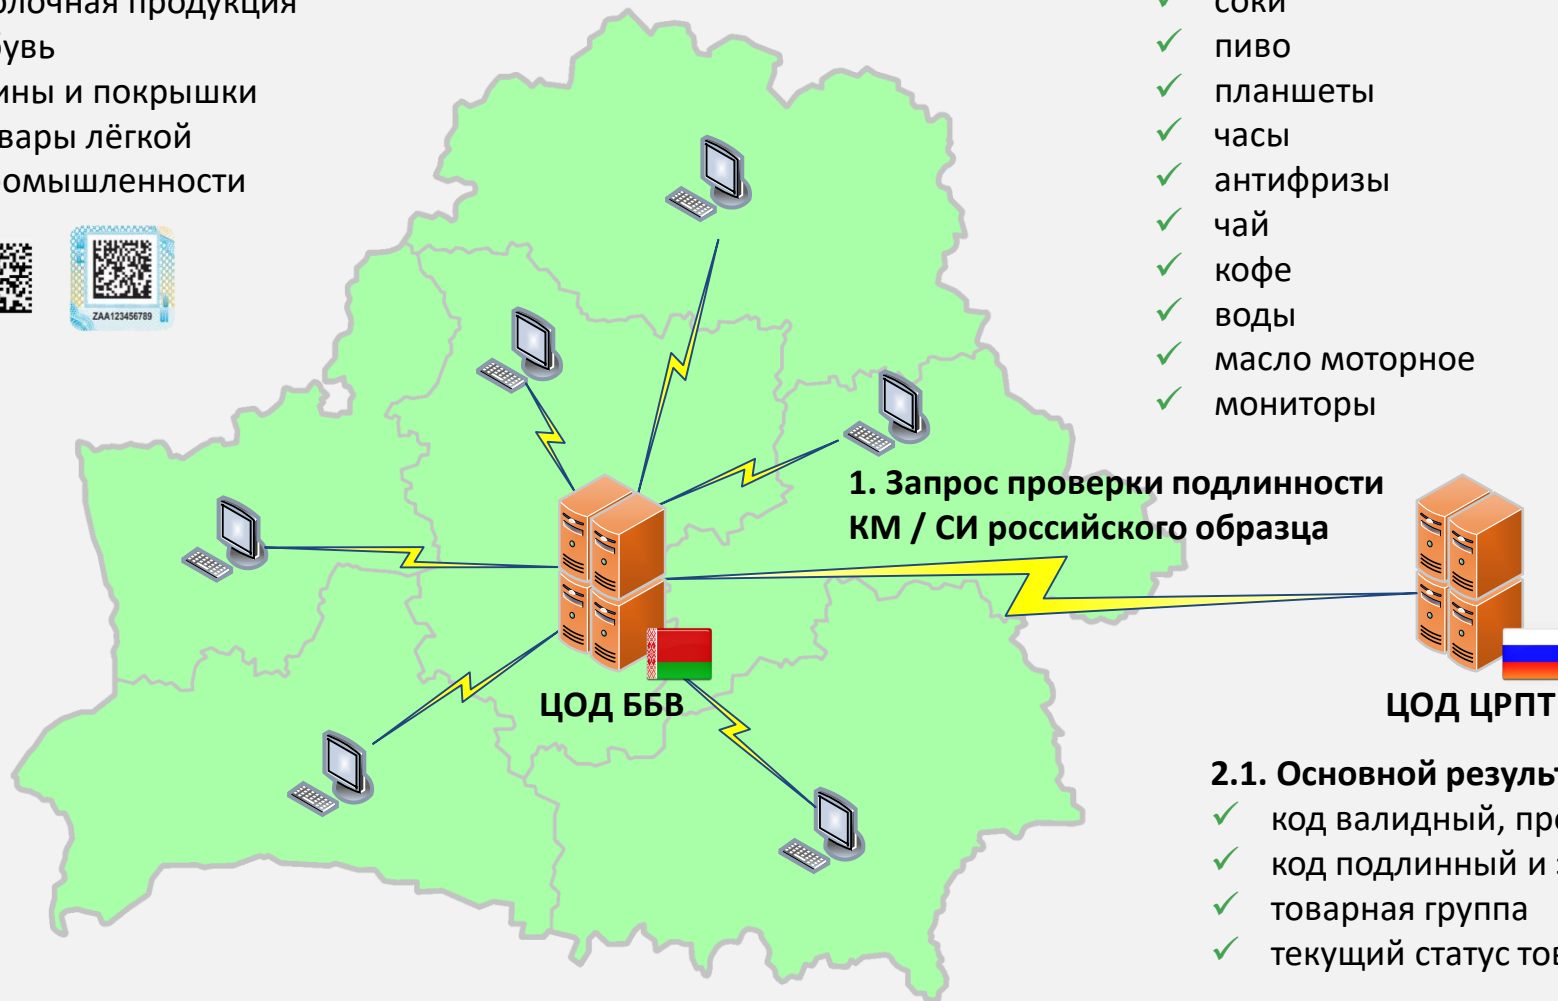 олочная продукция
бувь
ины и покрышки
вары лёгкой
омышленности
ZAA123456789
соки
пиво
планшеты
часы
антифризы
чай
кофе
воды
масло моторное
мониторы
1. Запрос проверки подлинности
КМ / СИ российского образца
ЦОД ББВ
ЦОД ЦРПТ
2.1. Основной резуль
код валидный, пр
код подлинный и
товарная группа
текущий статус тов